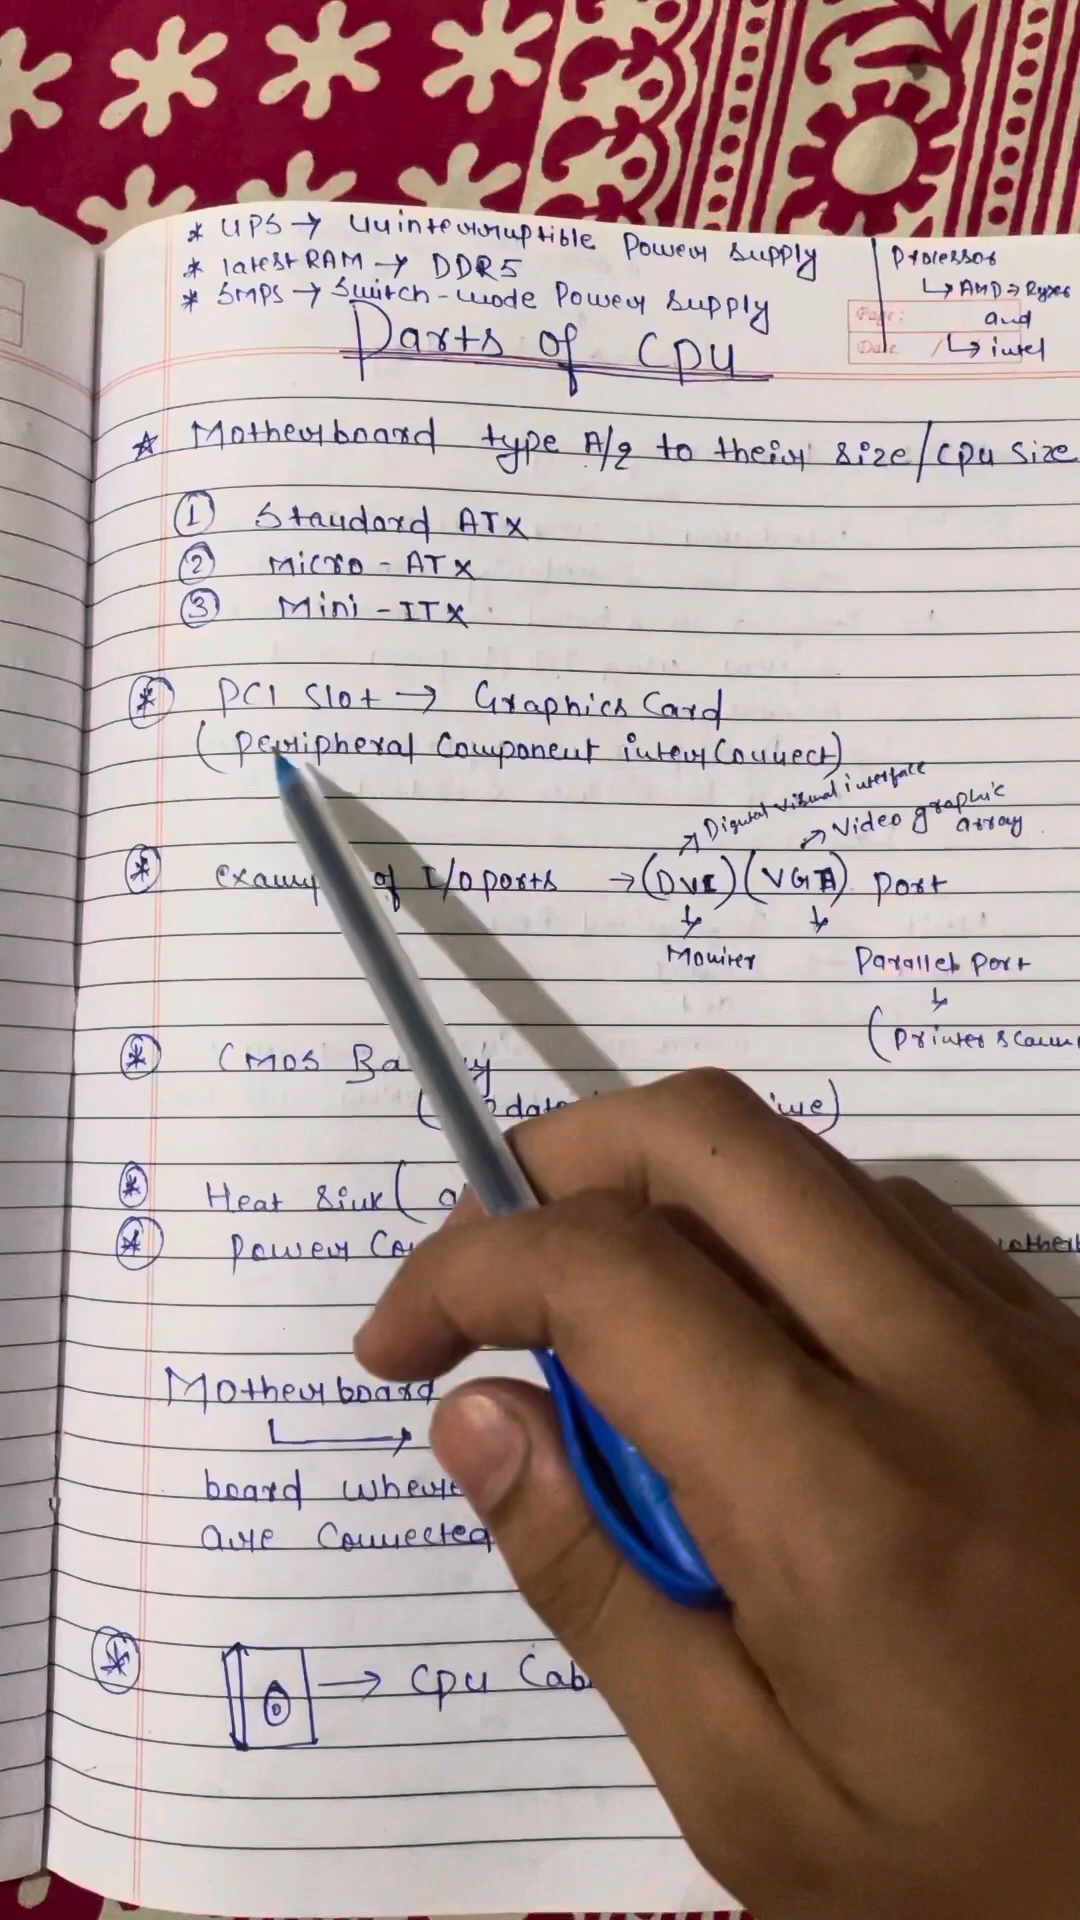 * UPS → Uninterruptible Power Supply
* latest RAM → DDR5
* SMPS → Switch-mode Power Supply
Processor
↳ AMD → Ryzen
and
↳ intel
Page:
Date
Parts of CPU
* Motherboard type A/q to their size/CPU size
① Standard ATX
② Micro-ATX
③ Mini-ITX
* PCI Slot → Graphics Card
(Peripheral Component interConnect)
→ Digital visual interface
→ Video graphic array
* of I/O ports → (DVI) (VGA) port
↓ Moniter
↓ Parallel Port
↓
(Printer
* CMOS
* Heat Sink (
* Power
Motherboard
↳
board where
are Connected
* → CPU